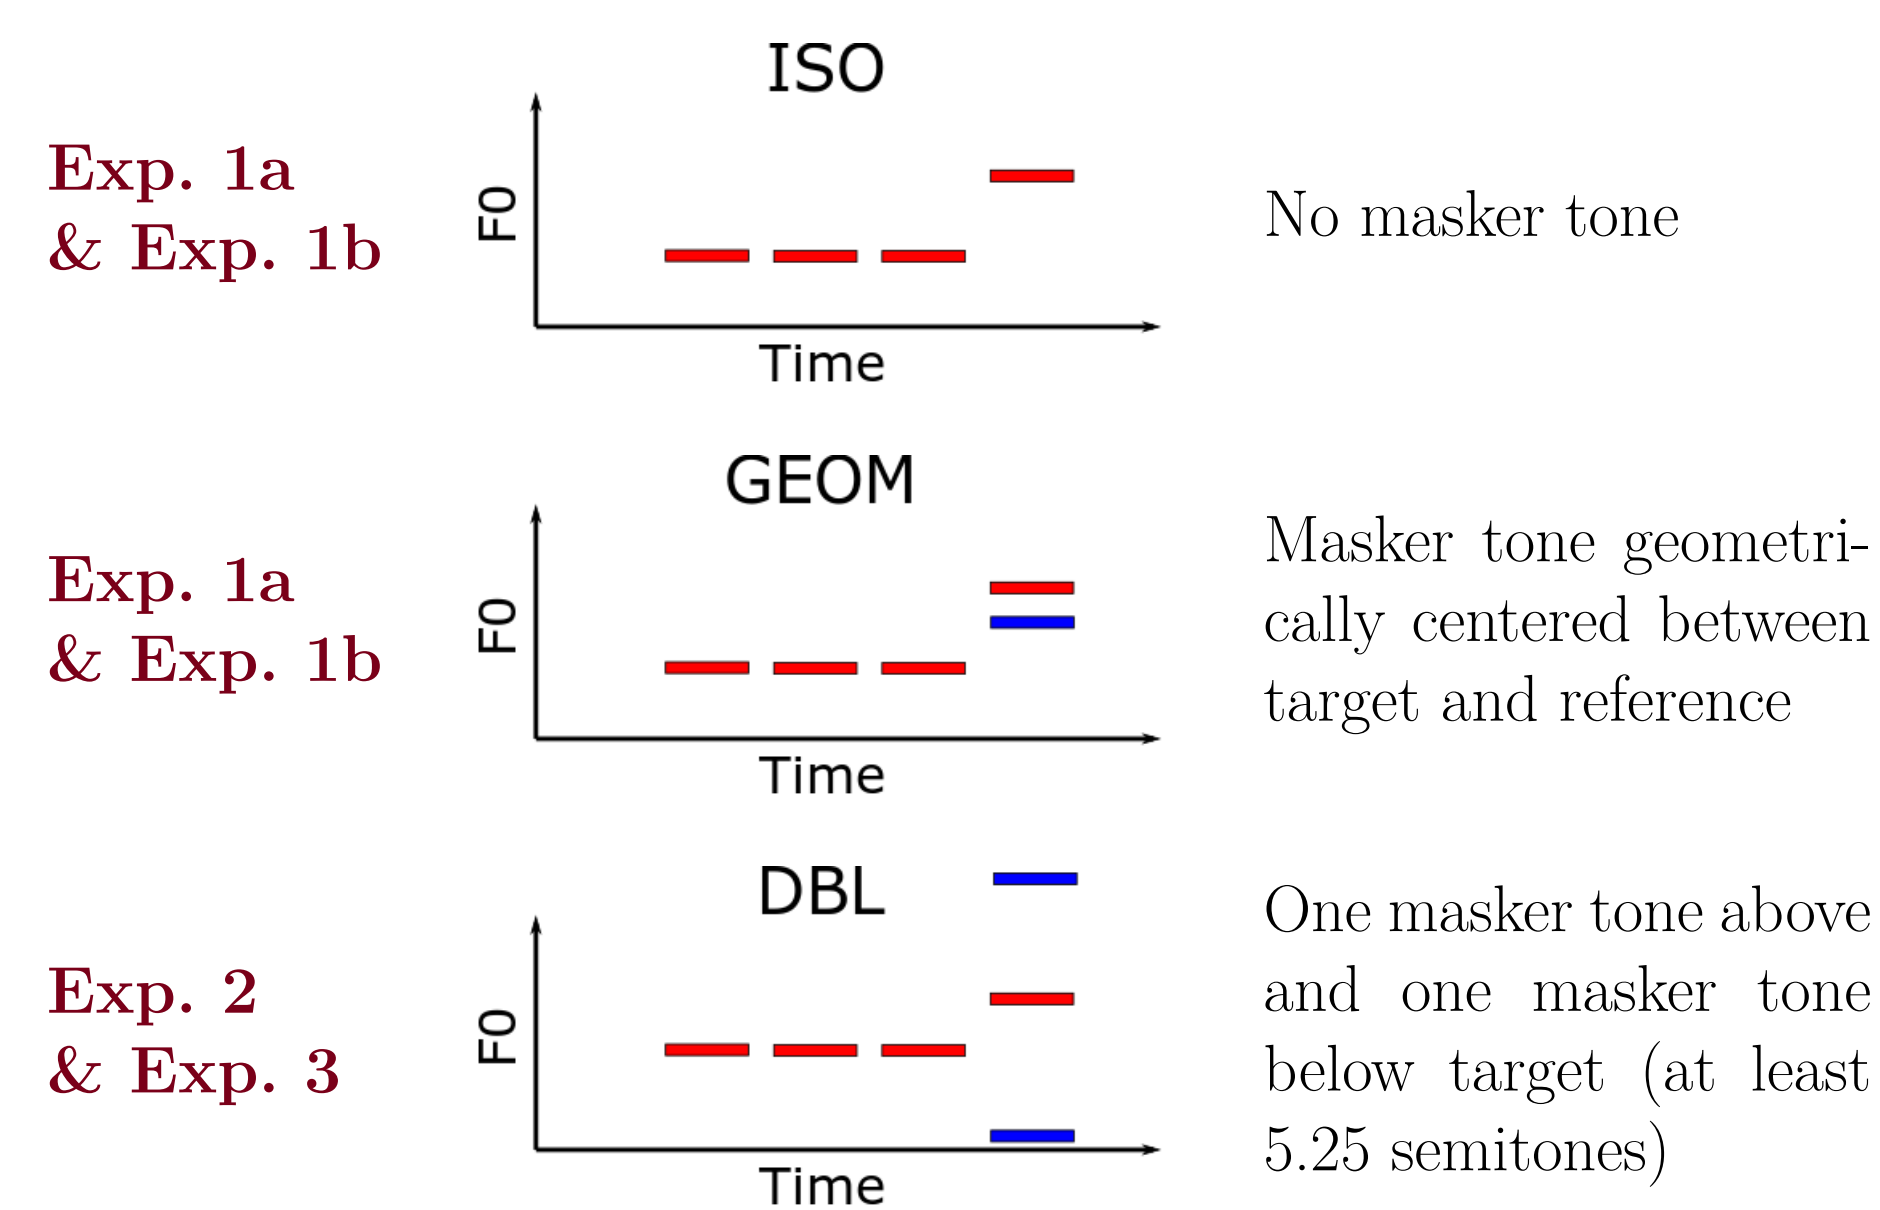 ISO
Exp. 1a
& Exp. 1b
F0
Time
No masker tone
GEOM
Exp. 1a
& Exp. 1b
F0
Time
Masker tone geometri-
cally centered between
target and reference
DBL
Exp. 2
& Exp. 3
F0
Time
One masker tone above
and one masker tone
below target (at least
5.25 semitones)